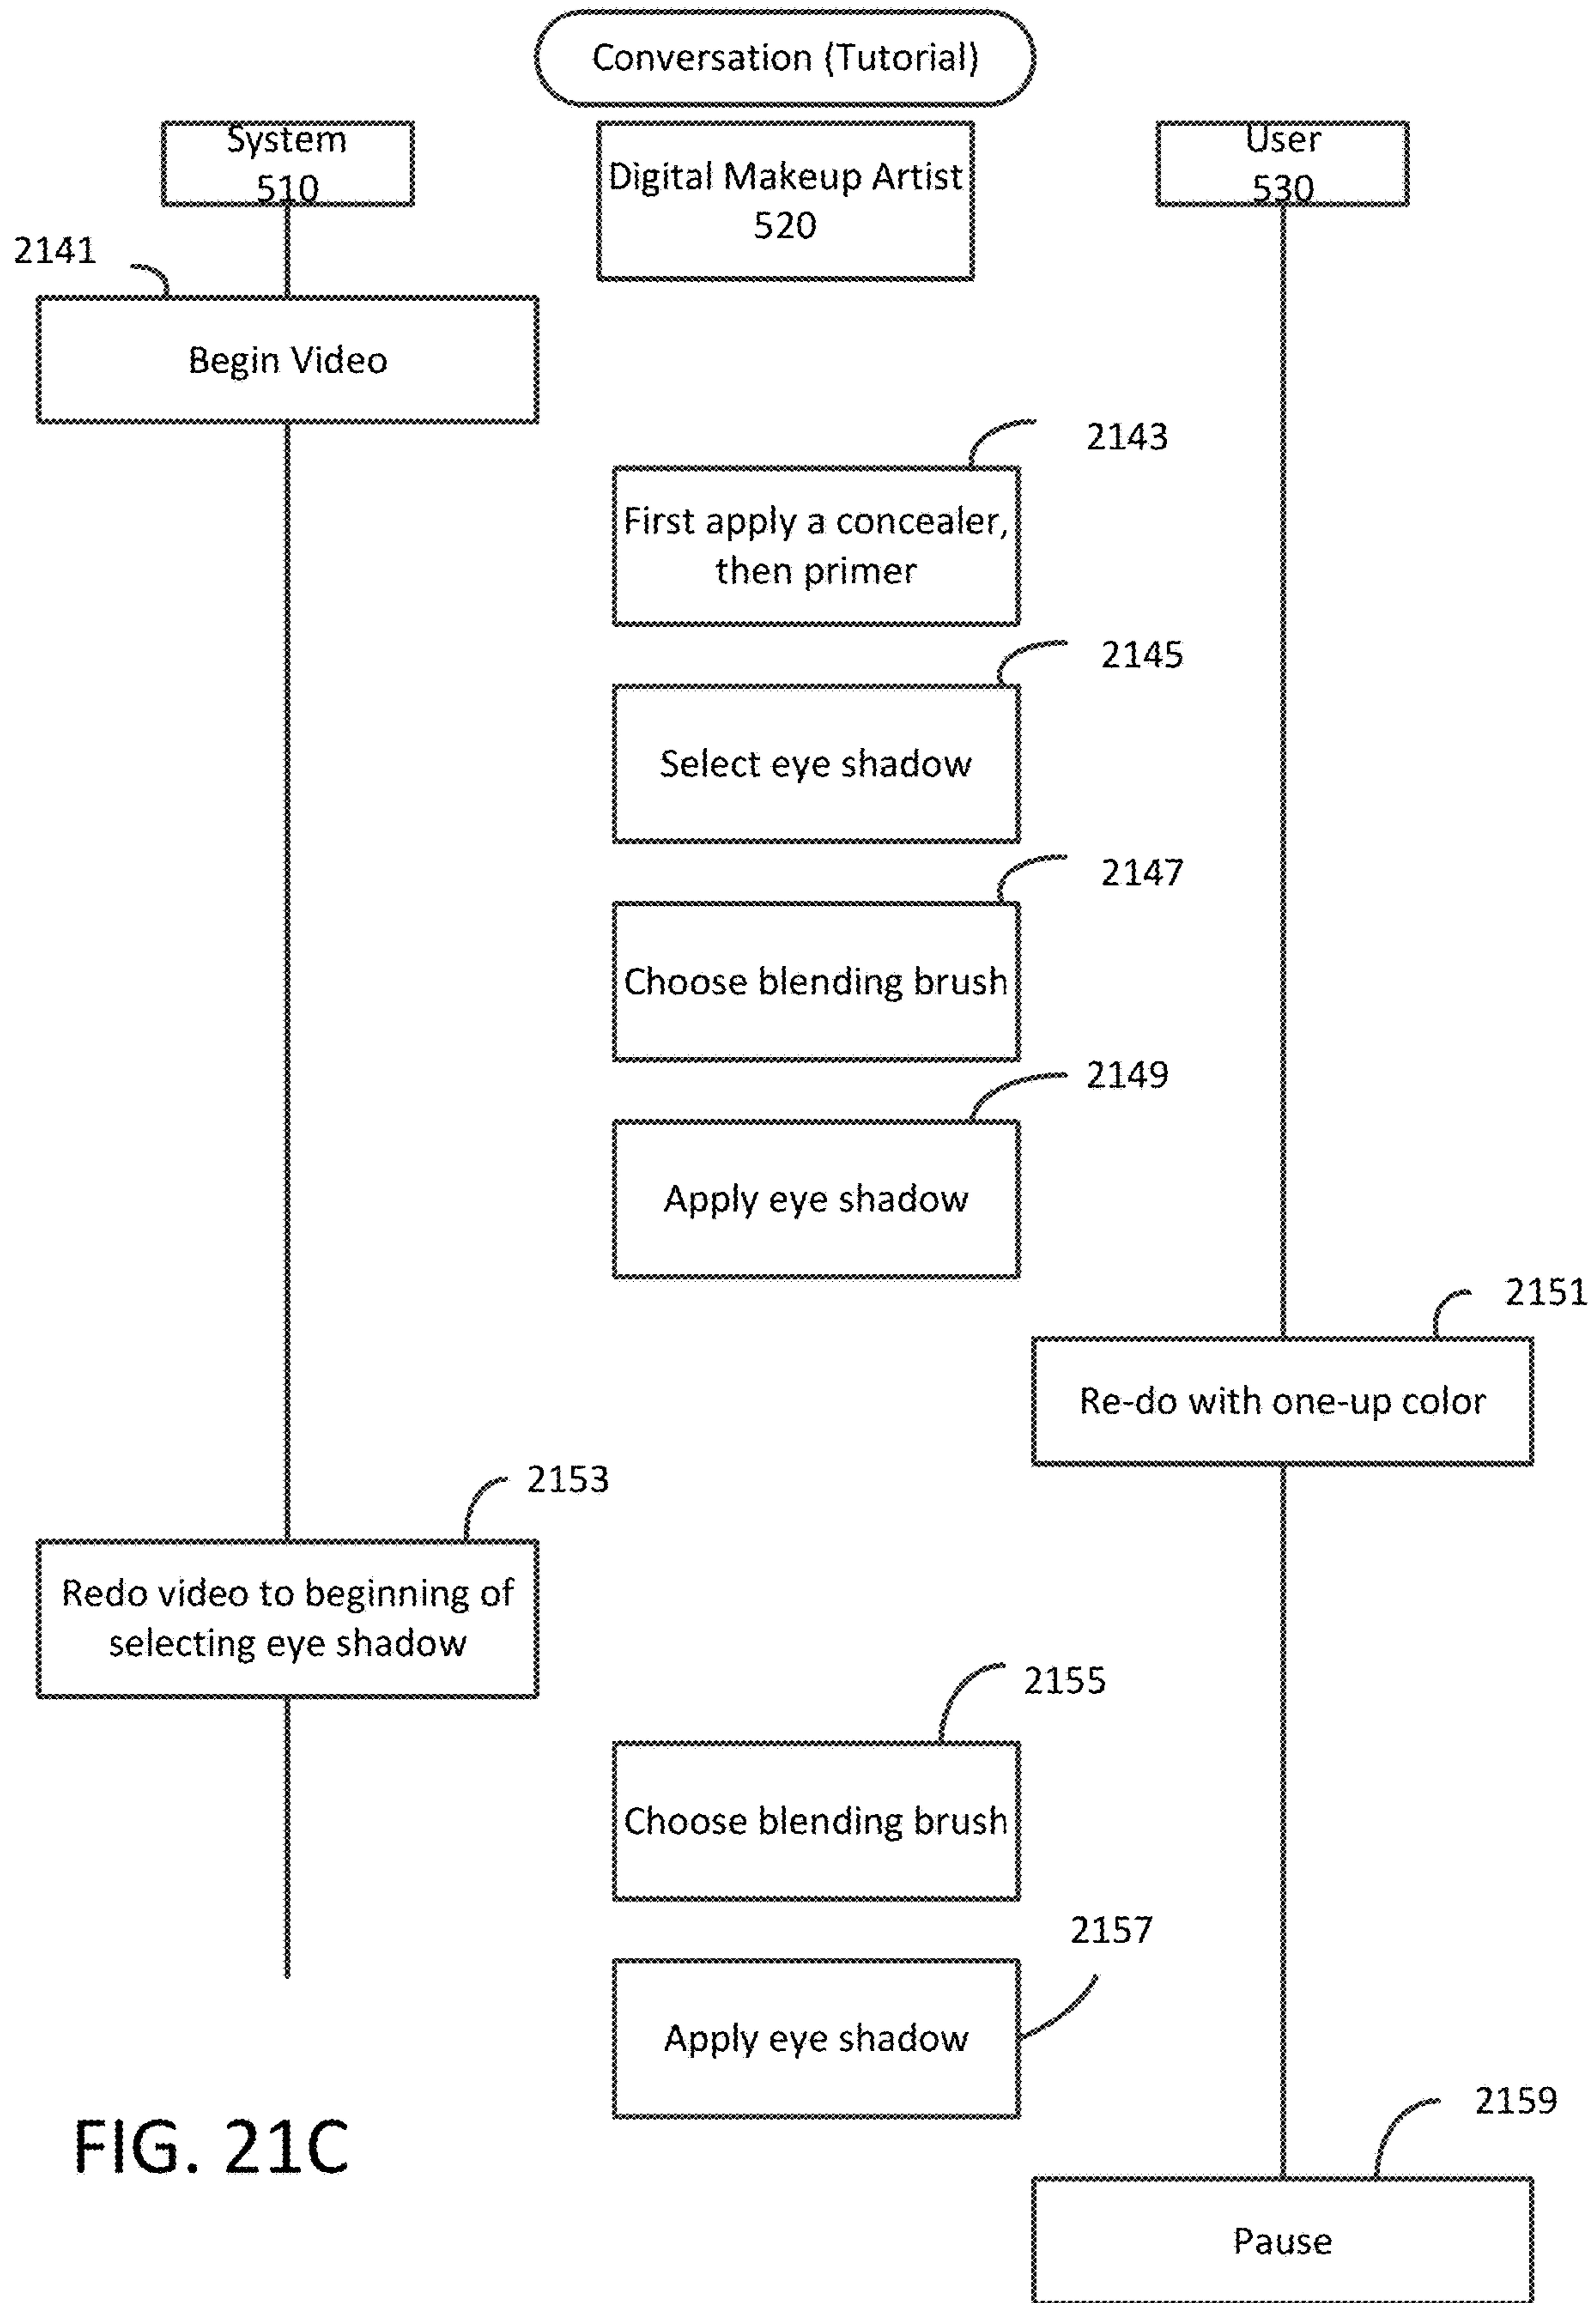 Conversation (Tutorial)
System
510
Digital Makeup Artist
520
User
530
2141
Begin Video
2143
First apply a concealer,
then primer
2145
Select eye shadow
2147
Choose blending brush
2149
Apply eye shadow
2151
Re-do with one-up color
2153
Redo video to beginning of
selecting eye shadow
2155
Choose blending brush
2157
Apply eye shadow
2159
Pause
FIG. 21C